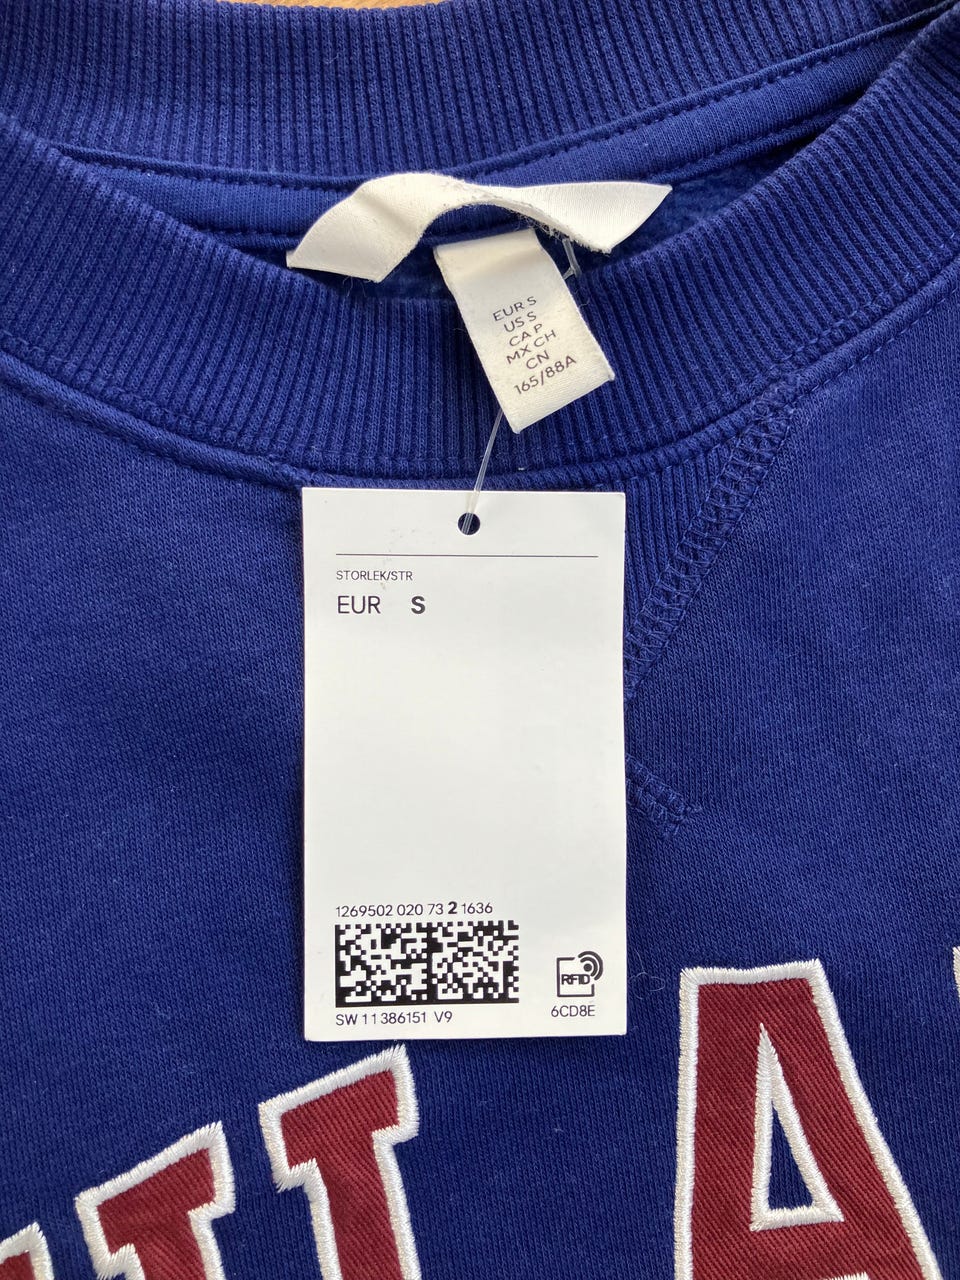 EUR S
US S
CA P
MX CH
CN
165/88A
STORLEK/STR
EUR S
1269502 020 73 2 1636
RFID
SW 11386151 V9
6CD8E
A